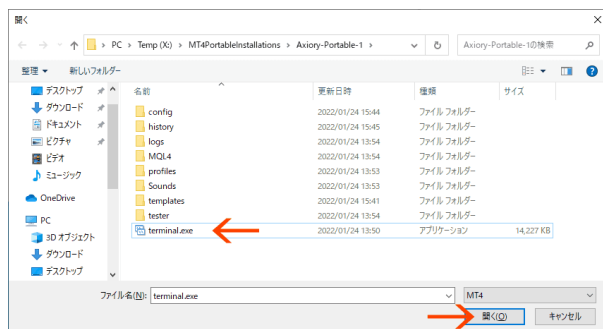 開く
PC › Temp (X:) › MT4PortableInstallations › Axiory-Portable-1 ›
Axiory-Portable-1の検索
整理 新しいフォルダー
名前 更新日時 種類 サイズ
デスクトップ
ダウンロード
ドキュメント
ピクチャ
ビデオ
ミュージック
OneDrive
PC
3D オブジェクト
ダウンロード
デスクトップ
config 2022/01/24 15:44 ファイル フォルダー
history 2022/01/24 15:45 ファイル フォルダー
logs 2022/01/24 13:54 ファイル フォルダー
MQL4 2022/01/24 13:54 ファイル フォルダー
profiles 2022/01/24 13:53 ファイル フォルダー
Sounds 2022/01/24 13:53 ファイル フォルダー
templates 2022/01/24 15:41 ファイル フォルダー
tester 2022/01/24 13:54 ファイル フォルダー
terminal.exe 2022/01/24 13:50 アプリケーション 14,227 KB
ファイル名(N): terminal.exe MT4
開く(O) キャンセル